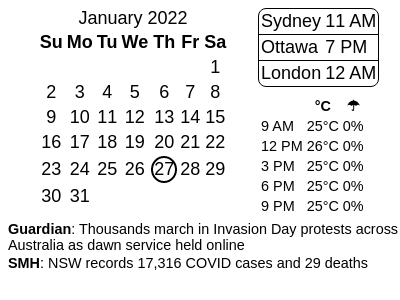 January 2022
Su Mo Tu We Th Fr Sa
1
2 3 4 5 6 7 8
9 10 11 12 13 14 15
16 17 18 19 20 21 22
23 24 25 26 27 28 29
30 31
Sydney 11 AM
Ottawa 7 PM
London 12 AM
°C ☂
9 AM 25°C 0%
12 PM 26°C 0%
3 PM 25°C 0%
6 PM 25°C 0%
9 PM 25°C 0%
Guardian: Thousands march in Invasion Day protests across
Australia as dawn service held online
SMH: NSW records 17,316 COVID cases and 29 deaths